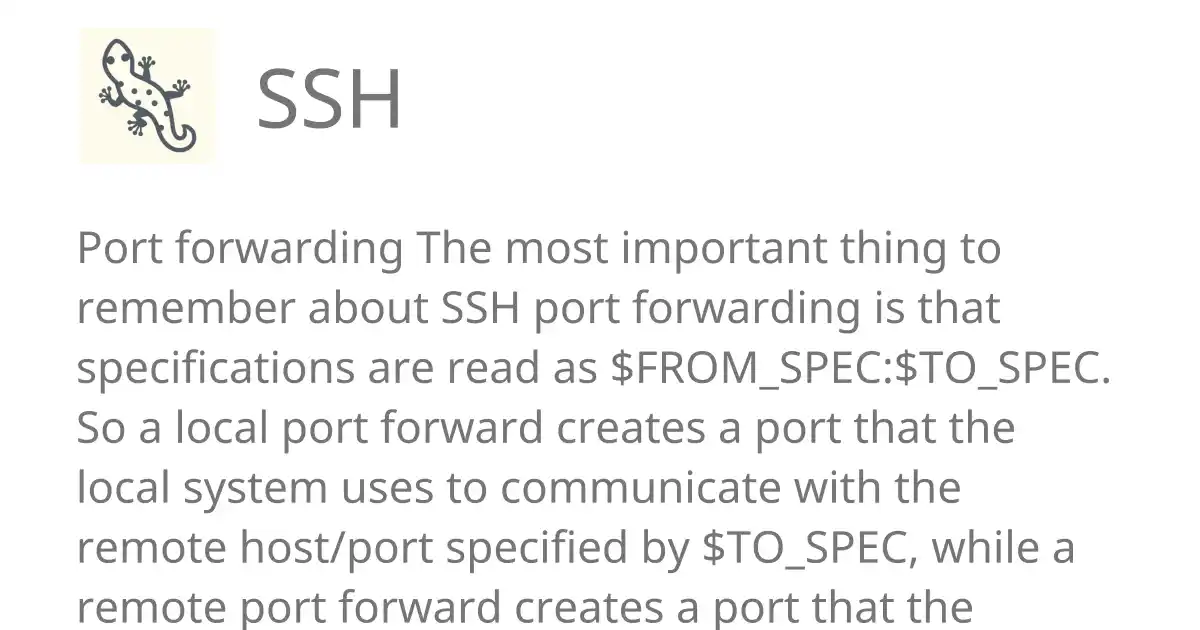 SSH
Port forwarding The most important thing to
remember about SSH port forwarding is that
specifications are read as $FROM_SPEC:$TO_SPEC.
So a local port forward creates a port that the
local system uses to communicate with the
remote host/port specified by $TO_SPEC, while a
remote port forward creates a port that the